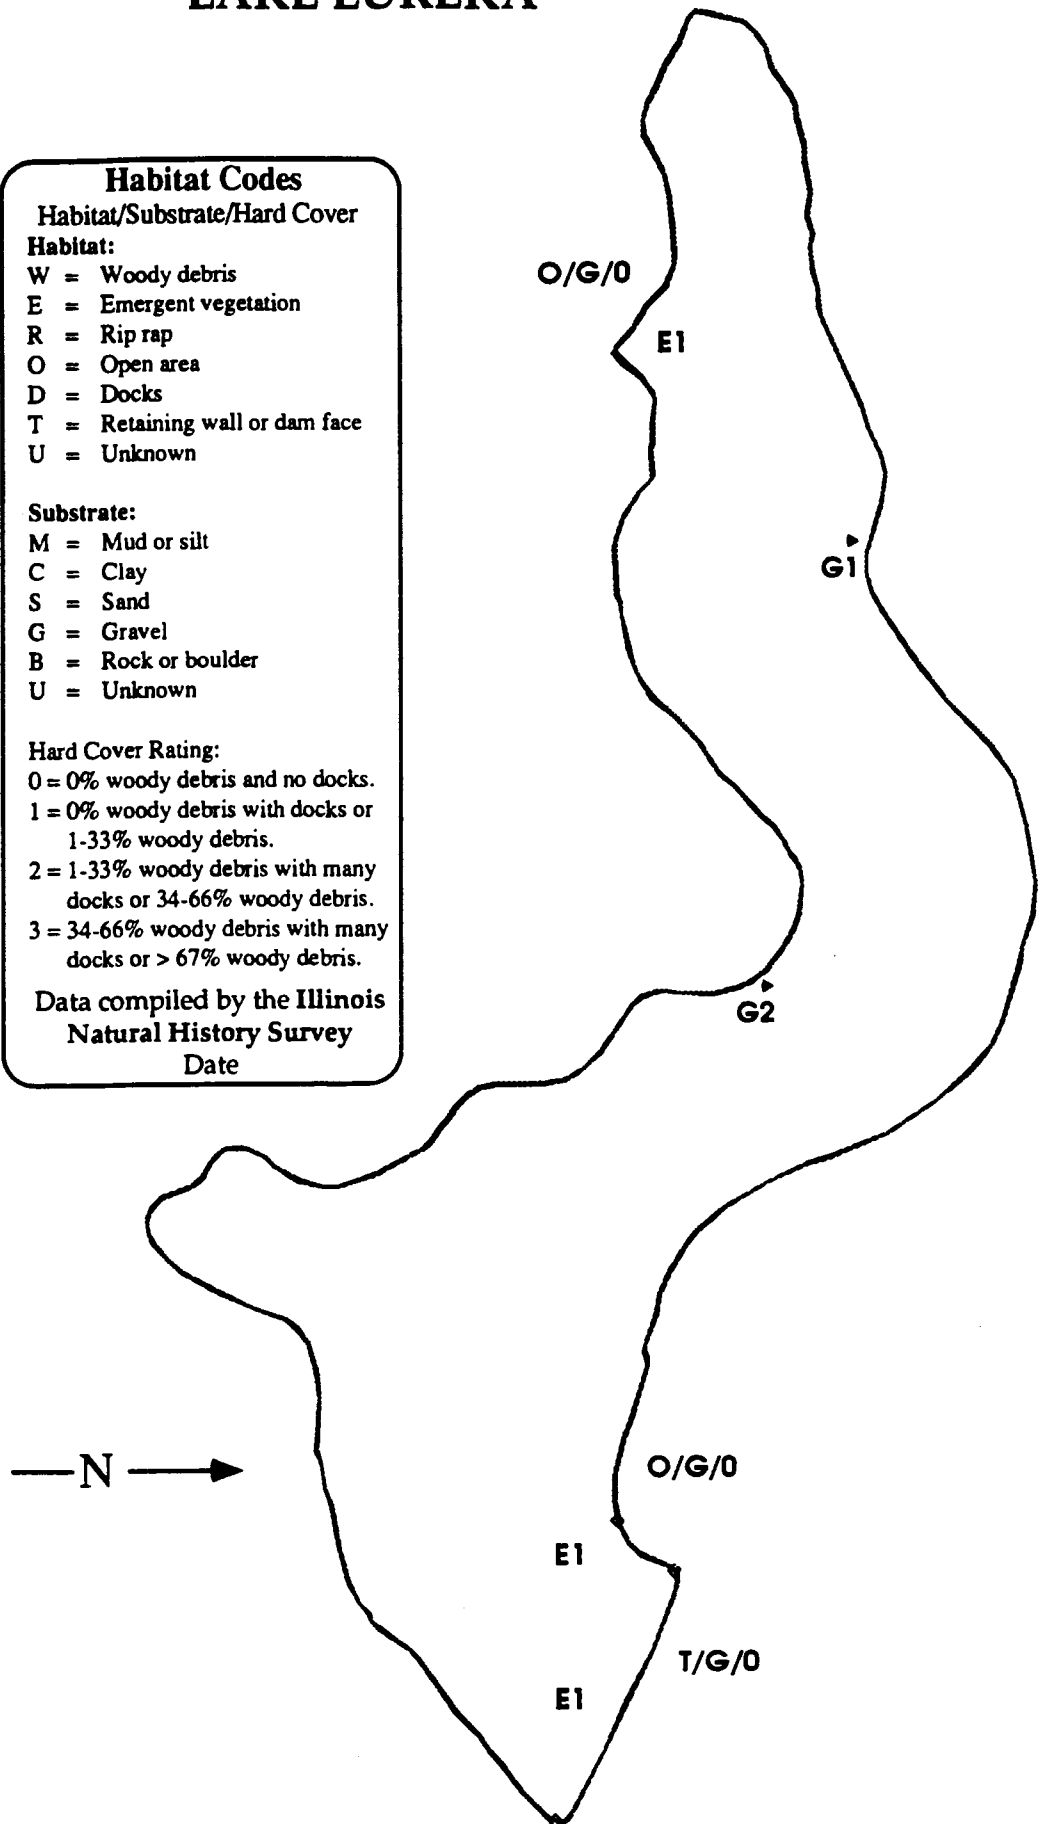 LAKE EUREKA
Habitat Codes
Habitat/Substrate/Hard Cover
Habitat:
W = Woody debris
E = Emergent vegetation
R = Rip rap
O = Open area
D = Docks
T = Retaining wall or dam face
U = Unknown
Substrate:
M = Mud or silt
C = Clay
S = Sand
G = Gravel
B = Rock or boulder
U = Unknown
Hard Cover Rating:
0 = 0% woody debris and no docks.
1 = 0% woody debris with docks or
1-33% woody debris.
2 = 1-33% woody debris with many
docks or 34-66% woody debris.
3 = 34-66% woody debris with many
docks or > 67% woody debris.
Data compiled by the Illinois
Natural History Survey
Date
O/G/0
E1
G1
G2
N
O/G/0
E1
T/G/0
E1